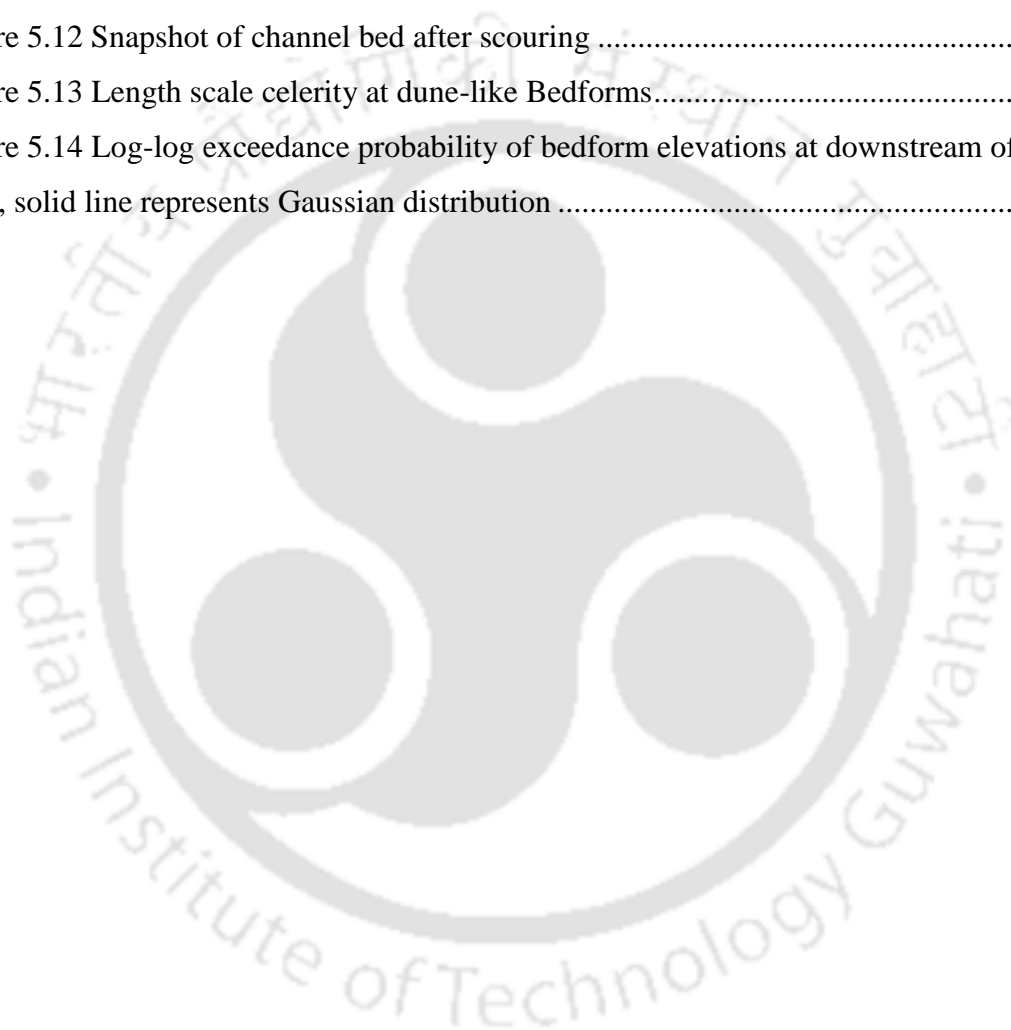 re 5.12 Snapshot of channel bed after scouring ................................................
re 5.13 Length scale celerity at dune-like Bedforms........................................
re 5.14 Log-log exceedance probability of bedform elevations at downstream of
, solid line represents Gaussian distribution ......................................................
Indian Institute of Technology Guwahati